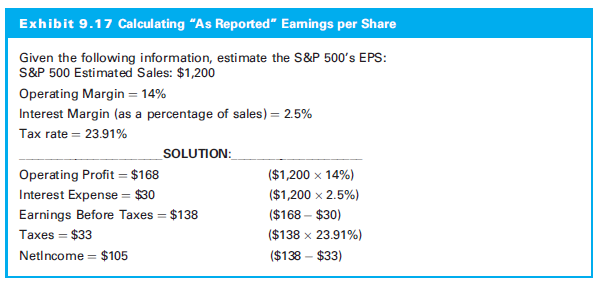 Exhibit 9.17 Calculating "As Reported" Earnings per Share
Given the following information, estimate the S&P 500's EPS:
S&P 500 Estimated Sales: $1,200
Operating Margin = 14%
Interest Margin (as a percentage of sales) = 2.5%
Tax rate = 23.91%
SOLUTION:
Operating Profit = $168 ($1,200 × 14%)
Interest Expense = $30 ($1,200 × 2.5%)
Earnings Before Taxes = $138 ($168 – $30)
Taxes = $33 ($138 × 23.91%)
NetIncome = $105 ($138 – $33)